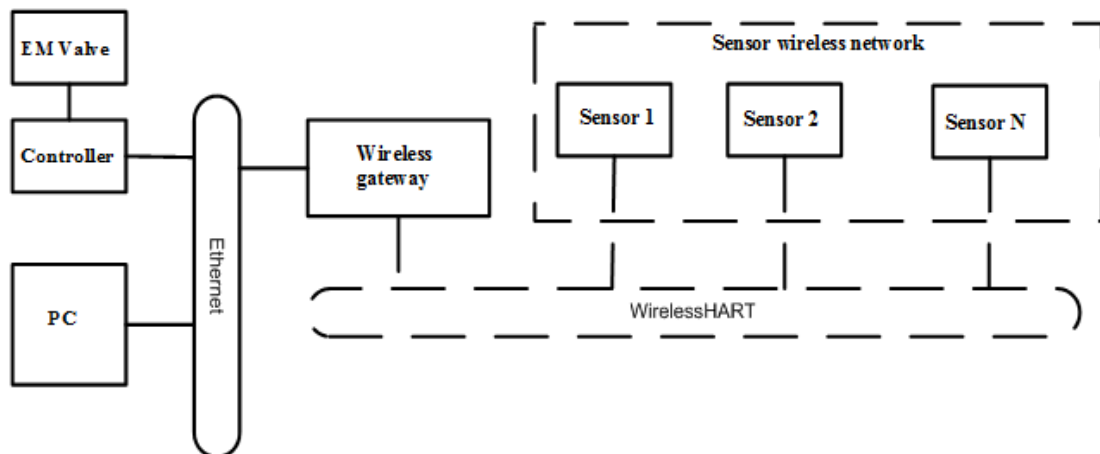 EM Valve
Controller
PC
Ethernet
Wireless
gateway
Sensor wireless network
Sensor 1
Sensor 2
Sensor N
WirelessHART